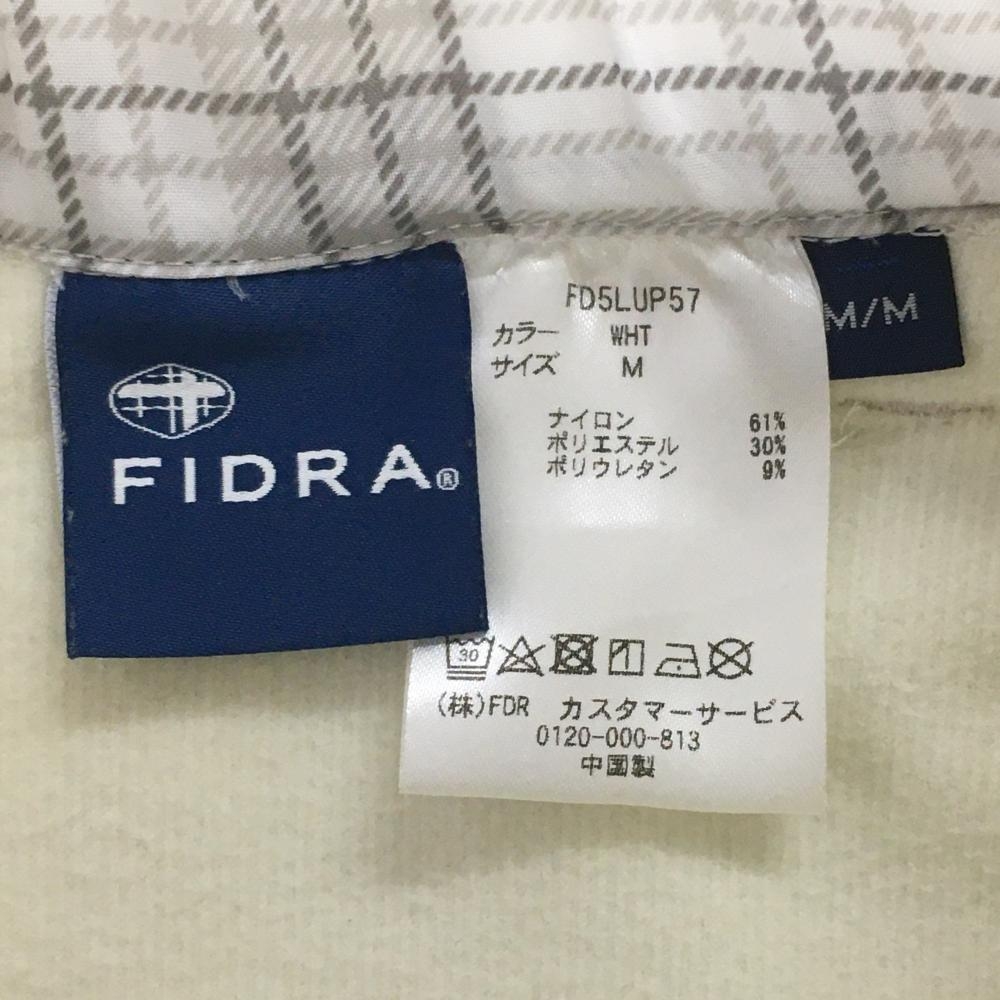 FIDRA®
FD5LUP57
カラー WHT
サイズ M
ナイロン 61%
ポリエステル 30%
ポリウレタン 9%
30
(株)FDR カスタマーサービス
0120-000-813
中国製
M/M